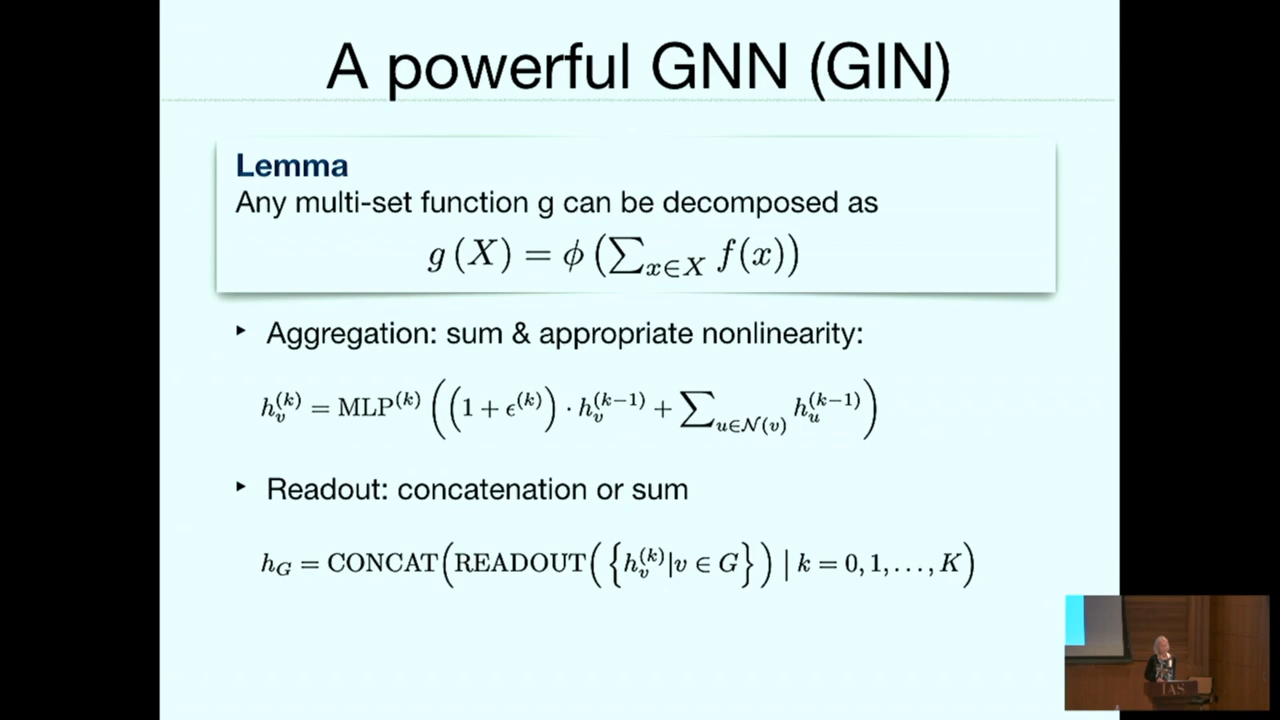 A powerful GNN (GIN)
Lemma
Any multi-set function g can be decomposed as
g (X) = ϕ (∑_{x∈X} f(x))
‣ Aggregation: sum & appropriate nonlinearity:
h_v^{(k)} = MLP^{(k)} ((1 + ϵ^{(k)}) · h_v^{(k−1)} + ∑_{u∈𝒩(v)} h_u^{(k−1)})
‣ Readout: concatenation or sum
h_G = CONCAT(READOUT({h_v^{(k)}|v ∈ G}) | k = 0, 1, . . . , K)
IAS